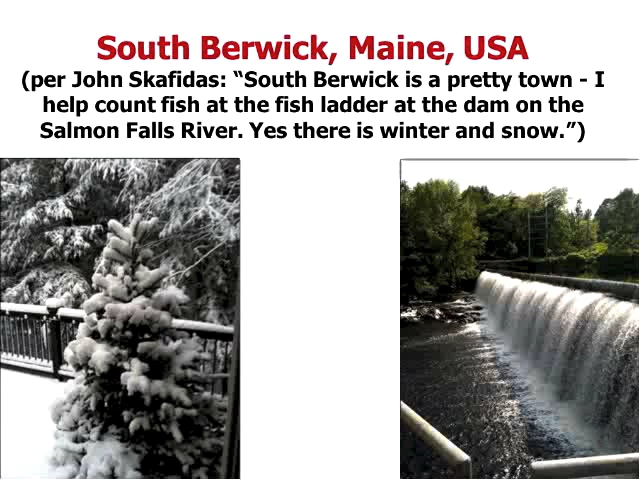 South Berwick, Maine, USA
(per John Skafidas: “South Berwick is a pretty town - I
help count fish at the fish ladder at the dam on the
Salmon Falls River. Yes there is winter and snow.”)